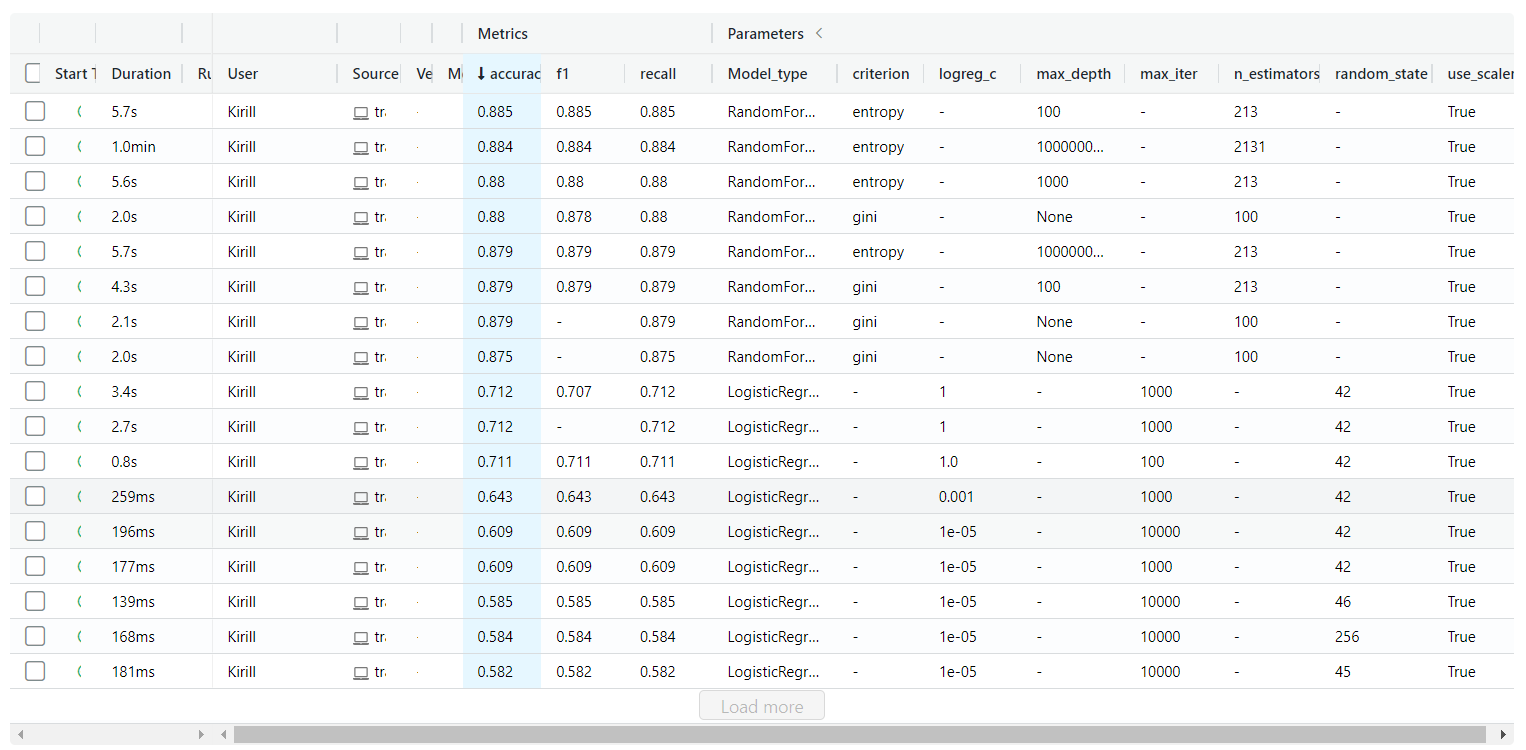 Metrics Parameters
Start T Duration Ru User Source Ve Mo accurac f1 recall Model_type criterion logreg_c max_depth max_iter n_estimators random_state use_scaler
5.7s Kirill tr 0.885 0.885 0.885 RandomFor... entropy - 100 - 213 - True
1.0min Kirill tr 0.884 0.884 0.884 RandomFor... entropy - 1000000... - 2131 - True
5.6s Kirill tr 0.88 0.88 0.88 RandomFor... entropy - 1000 - 213 - True
2.0s Kirill tr 0.88 0.878 0.88 RandomFor... gini - None - 100 - True
5.7s Kirill tr 0.879 0.879 0.879 RandomFor... entropy - 1000000... - 213 - True
4.3s Kirill tr 0.879 0.879 0.879 RandomFor... gini - 100 - 213 - True
2.1s Kirill tr 0.879 - 0.879 RandomFor... gini - None - 100 - True
2.0s Kirill tr 0.875 - 0.875 RandomFor... gini - None - 100 - True
3.4s Kirill tr 0.712 0.707 0.712 LogisticRegr... - 1 - 1000 - 42 True
2.7s Kirill tr 0.712 - 0.712 LogisticRegr... - 1 - 1000 - 42 True
0.8s Kirill tr 0.711 0.711 0.711 LogisticRegr... - 1.0 - 100 - 42 True
259ms Kirill tr 0.643 0.643 0.643 LogisticRegr... - 0.001 - 1000 - 42 True
196ms Kirill tr 0.609 0.609 0.609 LogisticRegr... - 1e-05 - 10000 - 42 True
177ms Kirill tr 0.609 0.609 0.609 LogisticRegr... - 1e-05 - 1000 - 42 True
139ms Kirill tr 0.585 0.585 0.585 LogisticRegr... - 1e-05 - 10000 - 46 True
168ms Kirill tr 0.584 0.584 0.584 LogisticRegr... - 1e-05 - 10000 - 256 True
181ms Kirill tr 0.582 0.582 0.582 LogisticRegr... - 1e-05 - 10000 - 45 True
Load more